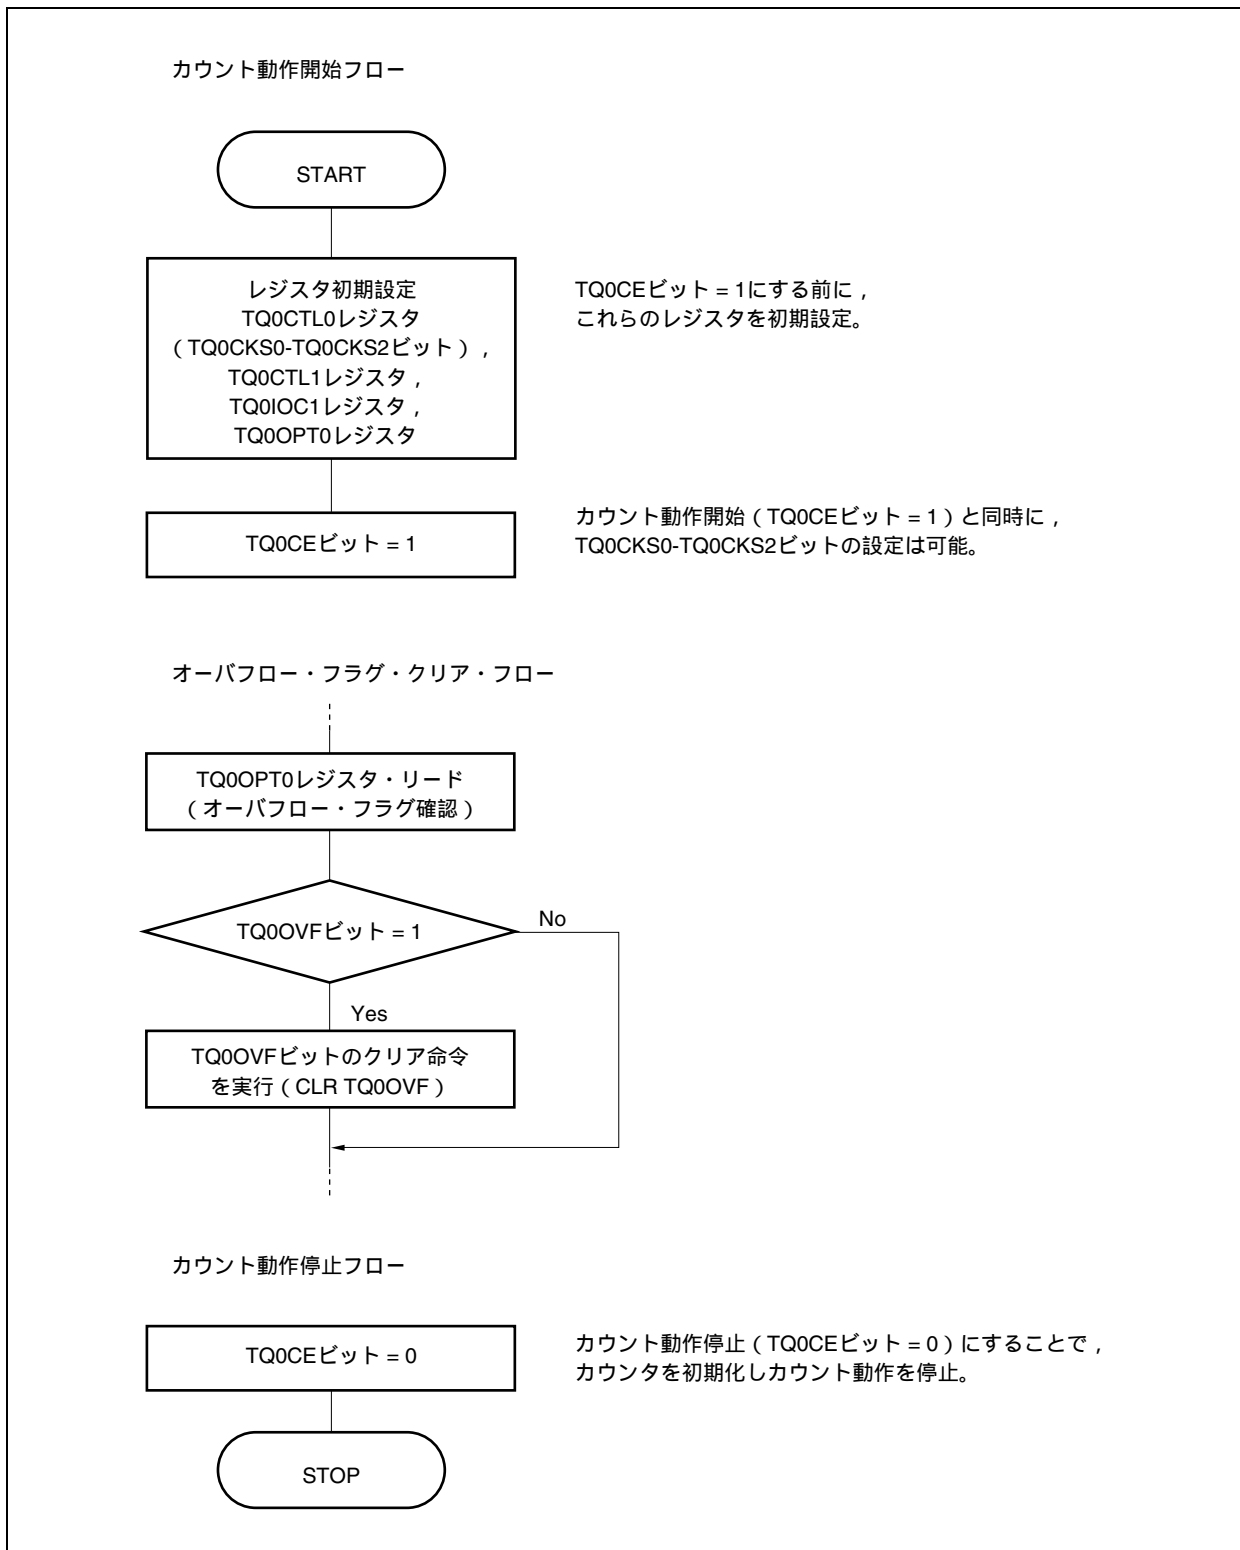 カウント動作開始フロー
START
レジスタ初期設定
TQ0CTL0レジスタ
（TQ0CKS0-TQ0CKS2ビット），
TQ0CTL1レジスタ，
TQ0IOC1レジスタ，
TQ0OPT0レジスタ
TQ0CEビット = 1にする前に，
これらのレジスタを初期設定。
TQ0CEビット = 1
カウント動作開始（TQ0CEビット = 1）と同時に，
TQ0CKS0-TQ0CKS2ビットの設定は可能。
オーバフロー・フラグ・クリア・フロー
TQ0OPT0レジスタ・リード
（オーバフロー・フラグ確認）
TQ0OVFビット = 1
No
Yes
TQ0OVFビットのクリア命令
を実行（CLR TQ0OVF）
カウント動作停止フロー
TQ0CEビット = 0
カウント動作停止（TQ0CEビット = 0）にすることで，
カウンタを初期化しカウント動作を停止。
STOP